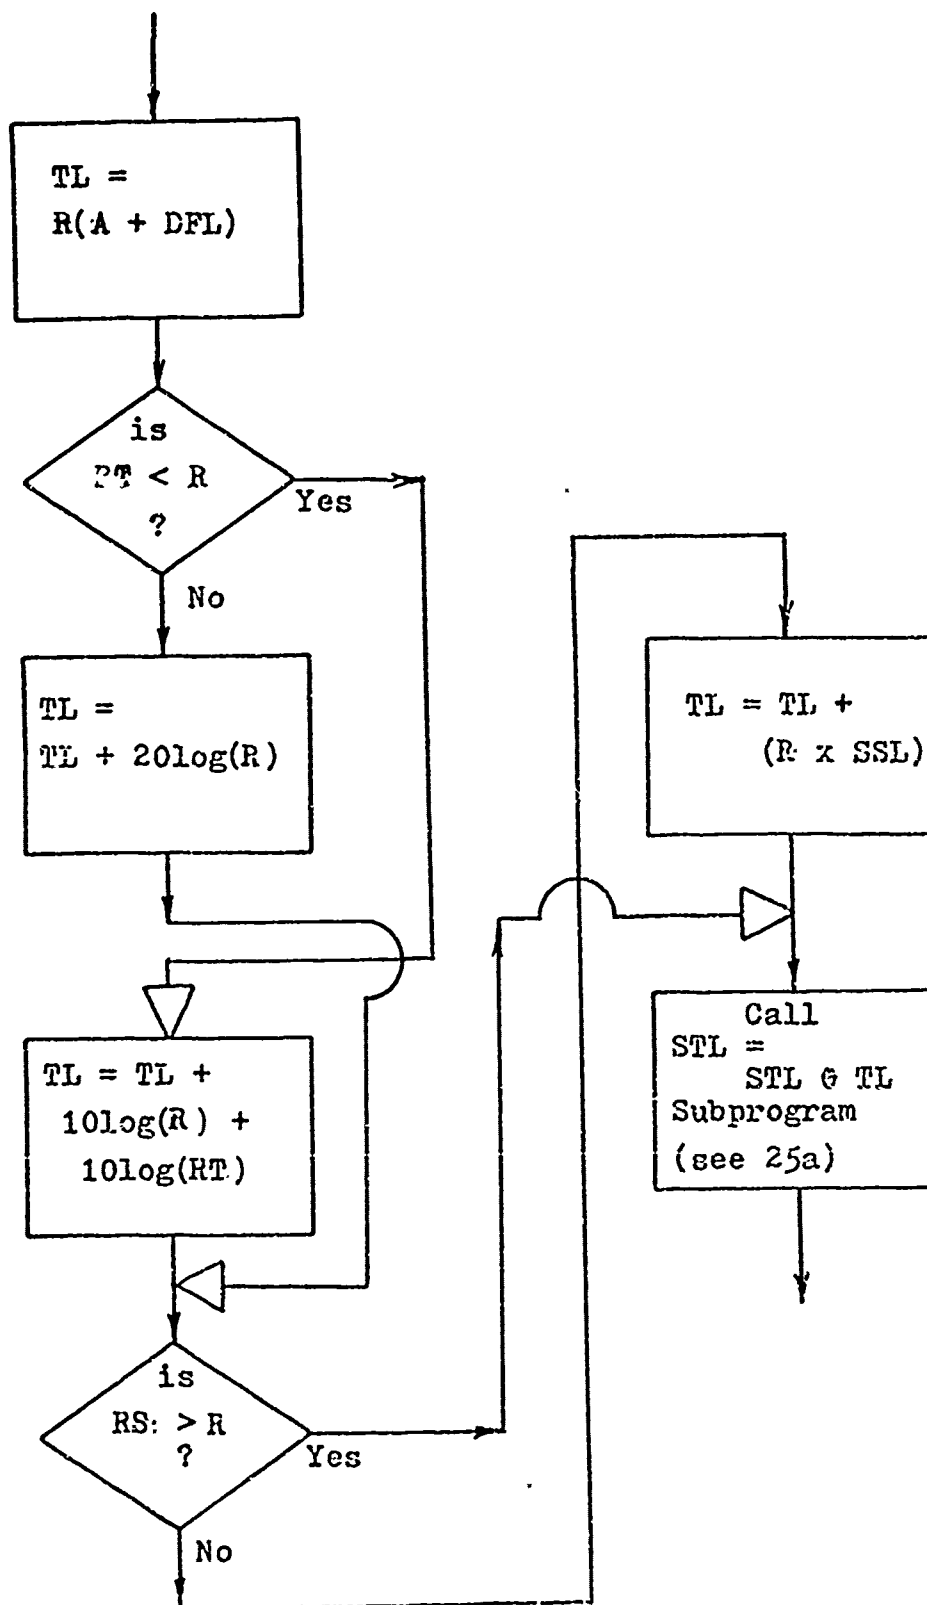 TL =
R(A + DFL)
is
< R
?
Yes
No
TL =
TL + 20log(R)
TL = TL +
10log(R) +
10log(RT)
is
RS > R
?
Yes
No
TL = TL +
(R x SSL)
Call
STL =
STL @ TL
Subprogram
(see 25a)